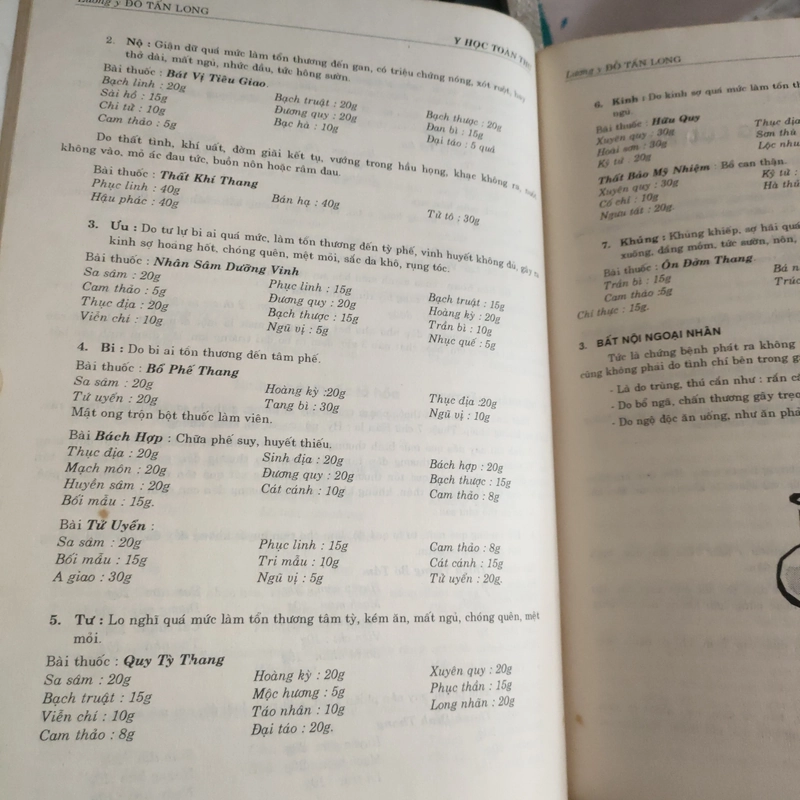 Lương y ĐỖ TẤN LONG
Y HỌC TOÀN
2. Nộ : Giận dữ quá mức làm tổn thương đến gan, có triệu chứng nóng, xót ruột, hay
thở dài, mất ngủ, nhức đầu, tức hông sườn.
Bài thuốc : Bát Vị Tiêu Giao.
Bạch linh : 20g Bạch truật : 20g Bạch thược : 20g
Sài hồ : 15g Đương quy : 20g Đan bì : 15g
Chi tử : 10g Bạc hà : 10g Đại táo : 5 quả
Cam thảo : 5g
Do thất tình, khí uất, đờm giải kết tụ, vướng trong hầu họng, khạc không ra, nuốt
không vào, mỏ ác đau tức, buồn nôn hoặc râm đau.
Bài thuốc : Thất Khí Thang
Phục linh : 40g Bán hạ : 40g Tử tô : 30g
Hậu phác : 40g
3. Ưu : Do tư lự bi ai quá mức, làm tổn thương đến tỳ phế, vinh huyết không đủ, gây ra
kinh sợ hoảng hốt, chóng quên, mệt mỏi, sắc da khô, rụng tóc.
Bài thuốc : Nhân Sâm Dưỡng Vinh
Sa sâm : 20g Phục linh : 15g Bạch truật : 15g
Cam thảo : 5g Đương quy : 20g Hoàng kỳ : 20g
Thục địa : 20g Bạch thược : 15g Trần bì : 10g
Viễn chí : 10g Ngũ vị : 5g Nhục quế : 5g
4. Bi : Do bi ai tổn thương đến tâm phế.
Bài thuốc : Bổ Phế Thang
Sa sâm : 20g Hoàng kỳ :20g Thục địa :20g
Tử uyển : 20g Tang bì : 30g Ngũ vị : 10g
Mật ong trộn bột thuốc làm viên.
Bài Bách Hợp : Chữa phế suy, huyết thiếu.
Thục địa : 20g Sinh địa : 20g Bách hợp : 20g
Mạch môn : 20g Đương quy : 20g Bạch thược : 15g
Huyền sâm : 20g Cát cánh : 10g Cam thảo : 8g
Bối mẫu : 15g.
Bài Tử Uyển :
Sa sâm : 20g Phục linh : 15g Cam thảo : 8g
Bối mẫu : 15g Tri mẫu : 10g Cát cánh : 15g
A giao : 30g Ngũ vị : 5g Tử uyển : 20g.
5. Tư : Lo nghĩ quá mức làm tổn thương tâm tỳ, kém ăn, mất ngủ, chóng quên, mệt
mỏi.
Bài thuốc : Quy Tỳ Thang
Sa sâm : 20g Hoàng kỳ : 20g Xuyên quy : 20g
Bạch truật : 15g Mộc hương : 5g Phục thần : 15g
Viễn chí : 10g Táo nhân : 10g Long nhãn : 20g
Cam thảo : 8g Đại táo : 20g.
Lương y ĐỖ TẤN LONG
6. Kinh : Do kinh sợ quá mức làm tổn
ngủ.
Bài thuốc : Hữu Quy
Xuyên quy : 30g Thục địa
Hoài sơn : 30g Sơn thù
Kỷ tử : 20g Lộc
Thất Bảo Mỹ Nhiệm : Bổ can thận.
Xuyên quy : 30g Kỷ tử :
Cố chỉ : 10g Hà thủ
Ngưu tất : 20g.
7. Khủng : Khủng khiếp, sợ hãi quá
xuống, đắng mồm, tức sườn, nôn,
Bài thuốc : Ôn Đởm Thang.
Trần bì : 15g Bá
Cam thảo :5g Trúc
Chỉ thực : 15g.
3. BẤT NỘI NGOẠI NHÂN
Tức là chứng bệnh phát ra không
cũng không phải do tình chí bên trong
- Là do trùng, thú cắn như : rắn
- Do bổ ngã, chấn thương gây trẹo
- Do ngộ độc ăn uống, như ăn phải